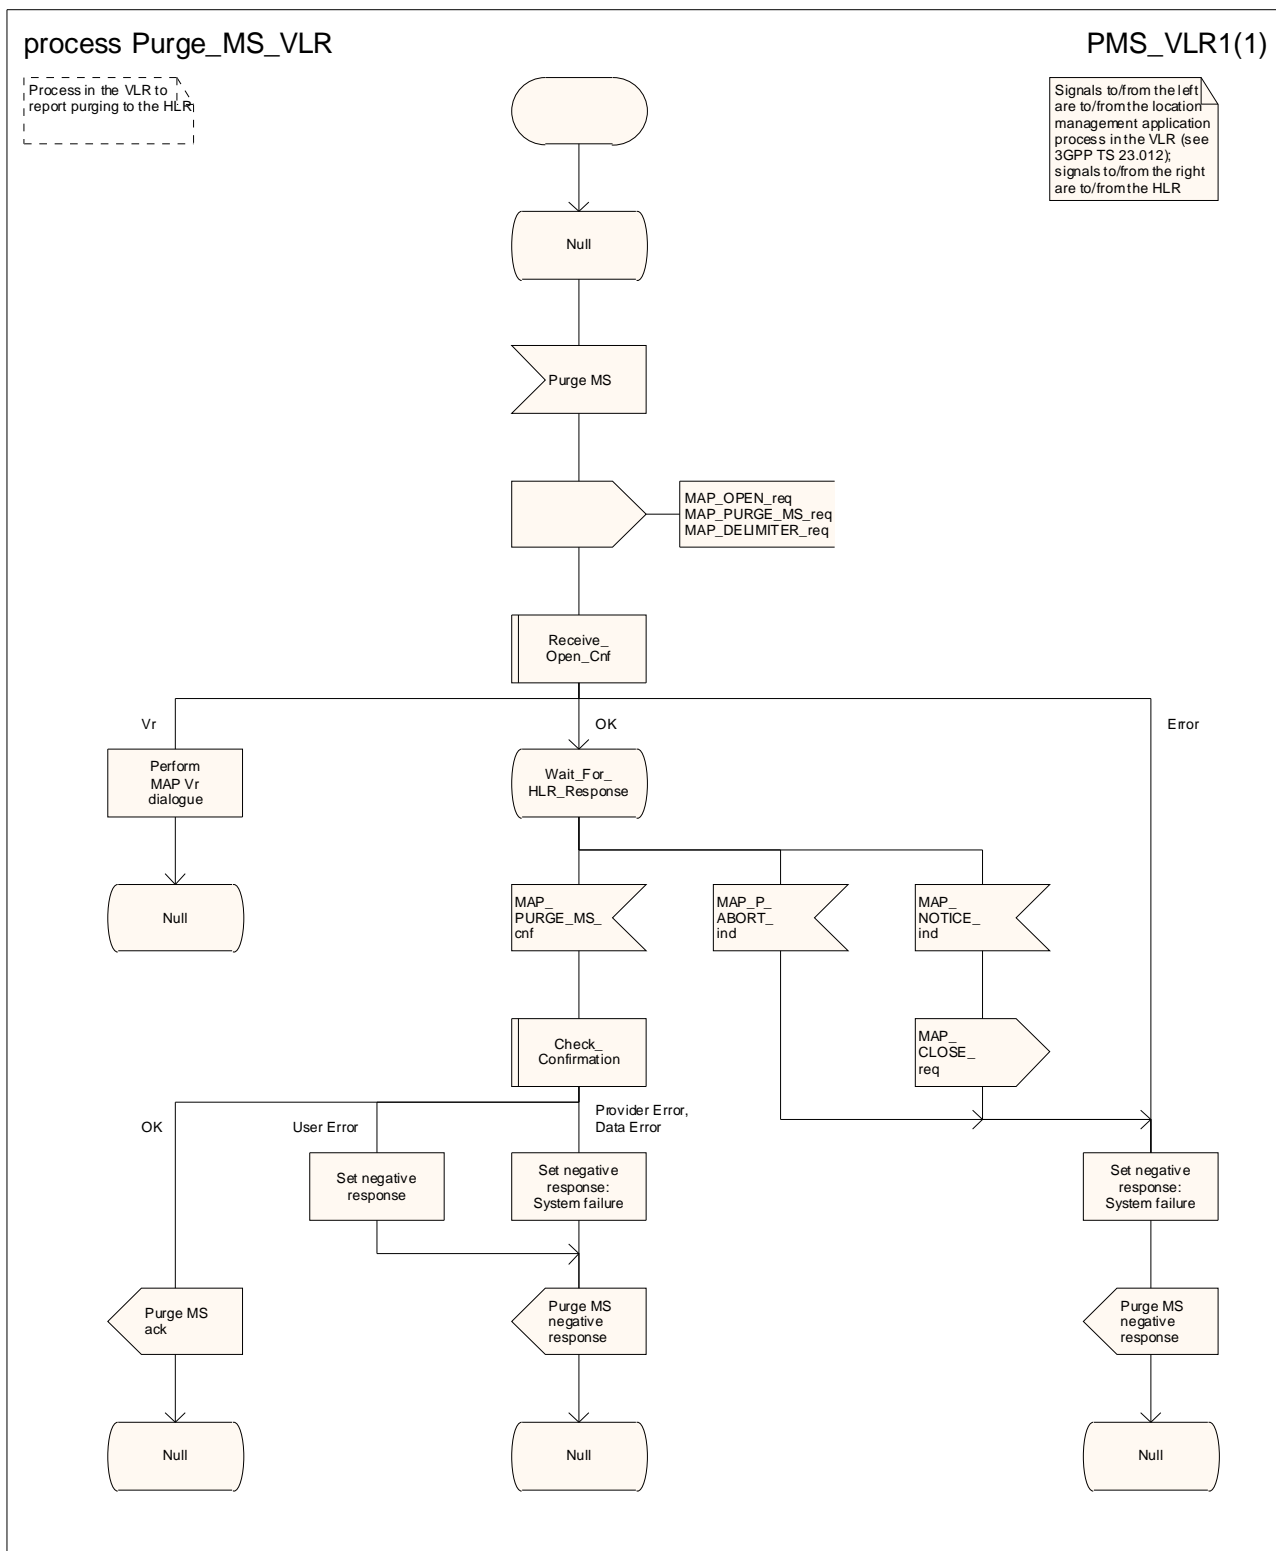 process Purge_MS_VLR
PMS_VLR1(1)
Process in the VLR to
report purging to the HLR
Signals to/from the left
are to/from the location
management application
process in the VLR (see
3GPP TS 23.012);
signals to/from the right
are to/from the HLR
Null
Purge MS
MAP_OPEN_req
MAP_PURGE_MS_req
MAP_DELIMITER_req
Receive_
Open_Cnf
Vr
OK
Error
Perform
MAP Vr
dialogue
Wait_For_
HLR_Response
Null
MAP_
PURGE_MS_
cnf
MAP_P_
ABORT_
ind
MAP_
NOTICE_
ind
Check_
Confirmation
MAP_
CLOSE_
req
OK
User Error
Provider Error,
Data Error
Set negative
response
Set negative
response:
System failure
Set negative
response:
System failure
Purge MS
ack
Purge MS
negative
response
Purge MS
negative
response
Null
Null
Null